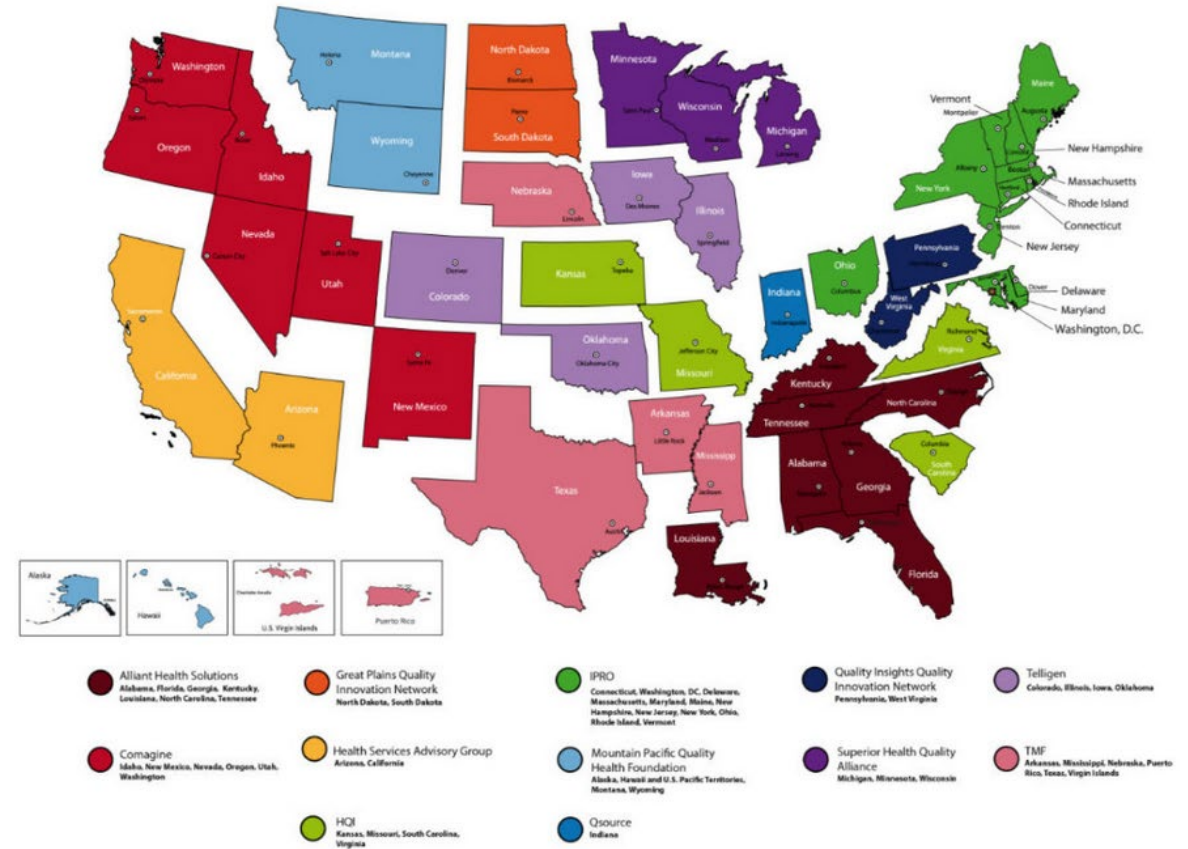 Washington
Olympia
Salem
Oregon
Boise
Idaho
Nevada
Carson City
Salt Lake City
Utah
Sacramento
California
Arizona
Phoenix
Santa Fe
New Mexico
Helena
Montana
Wyoming
Cheyenne
Denver
Colorado
North Dakota
Bismarck
Pierre
South Dakota
Nebraska
Lincoln
Kansas
Topeka
Oklahoma
Oklahoma City
Texas
Austin
Minnesota
Saint Paul
Wisconsin
Madison
Michigan
Lansing
Iowa
Des Moines
Illinois
Springfield
Jefferson City
Missouri
Arkansas
Little Rock
Mississipp
Jackson
Louisiana
Indiana
Indianapolis
Ohio
Columbus
Kentucky
Tennessee
North Carolina
Alabama
Georgia
Florida
Columbia
South
Carolina
Richmond
Virginia
West
Virginia
Pennsylvania
Maine
Augusta
Vermont
Montpelier
New Hampshire
Albany
New York
Boston
Massachusetts
Rhode Island
Connecticut
Trenton
New Jersey
Dover
Delaware
Maryland
Washington, D.C.
Alaska
Hawaii
Charlotte Amalie
U.S. Virgin Islands
Puerto Rico
Alliant Health Solutions
Alabama, Florida, Georgia, Kentucky,
Louisiana, North Carolina, Tennessee
Comagine
Idaho, New Mexico, Nevada, Oregon, Utah,
Washington
Great Plains Quality
Innovation Network
North Dakota, South Dakota
Health Services Advisory Group
Arizona, California
HQI
Kansas, Missouri, South Carolina,
Virginia
IPRO
Connecticut, Washington, DC, Delaware,
Massachusetts, Maryland, Maine, New
Hampshire, New Jersey, New York, Ohio,
Rhode Island, Vermont
Mountain Pacific Quality
Health Foundation
Alaska, Hawaii and U.S. Pacific Territories,
Montana, Wyoming
Qsource
Indiana
Quality Insights Quality
Innovation Network
Pennsylvania, West Virginia
Superior Health Quality
Alliance
Michigan, Minnesota, Wisconsin
Telligen
Colorado, Illinois, Iowa, Oklahoma
TMF
Arkansas, Mississippi, Nebraska, Puerto
Rico, Texas, Virgin Islands